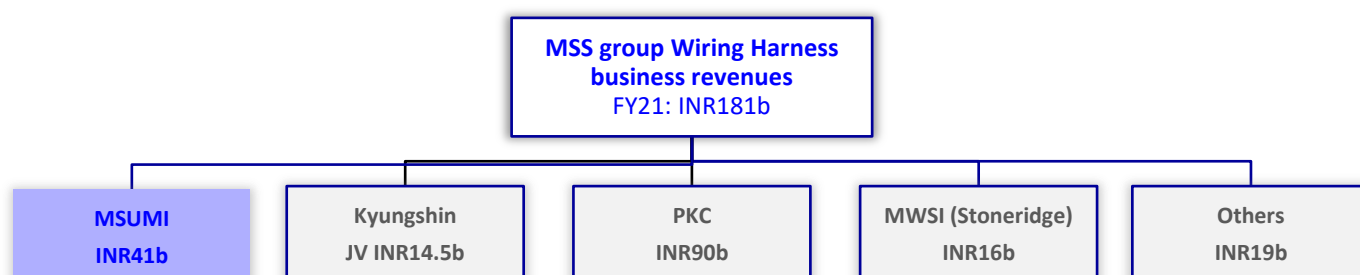 MSS group Wiring Harness
business revenues
FY21: INR181b
MSUMI
INR41b
Kyungshin
JV INR14.5b
PKC
INR90b
MWSI (Stoneridge)
INR16b
Others
INR19b